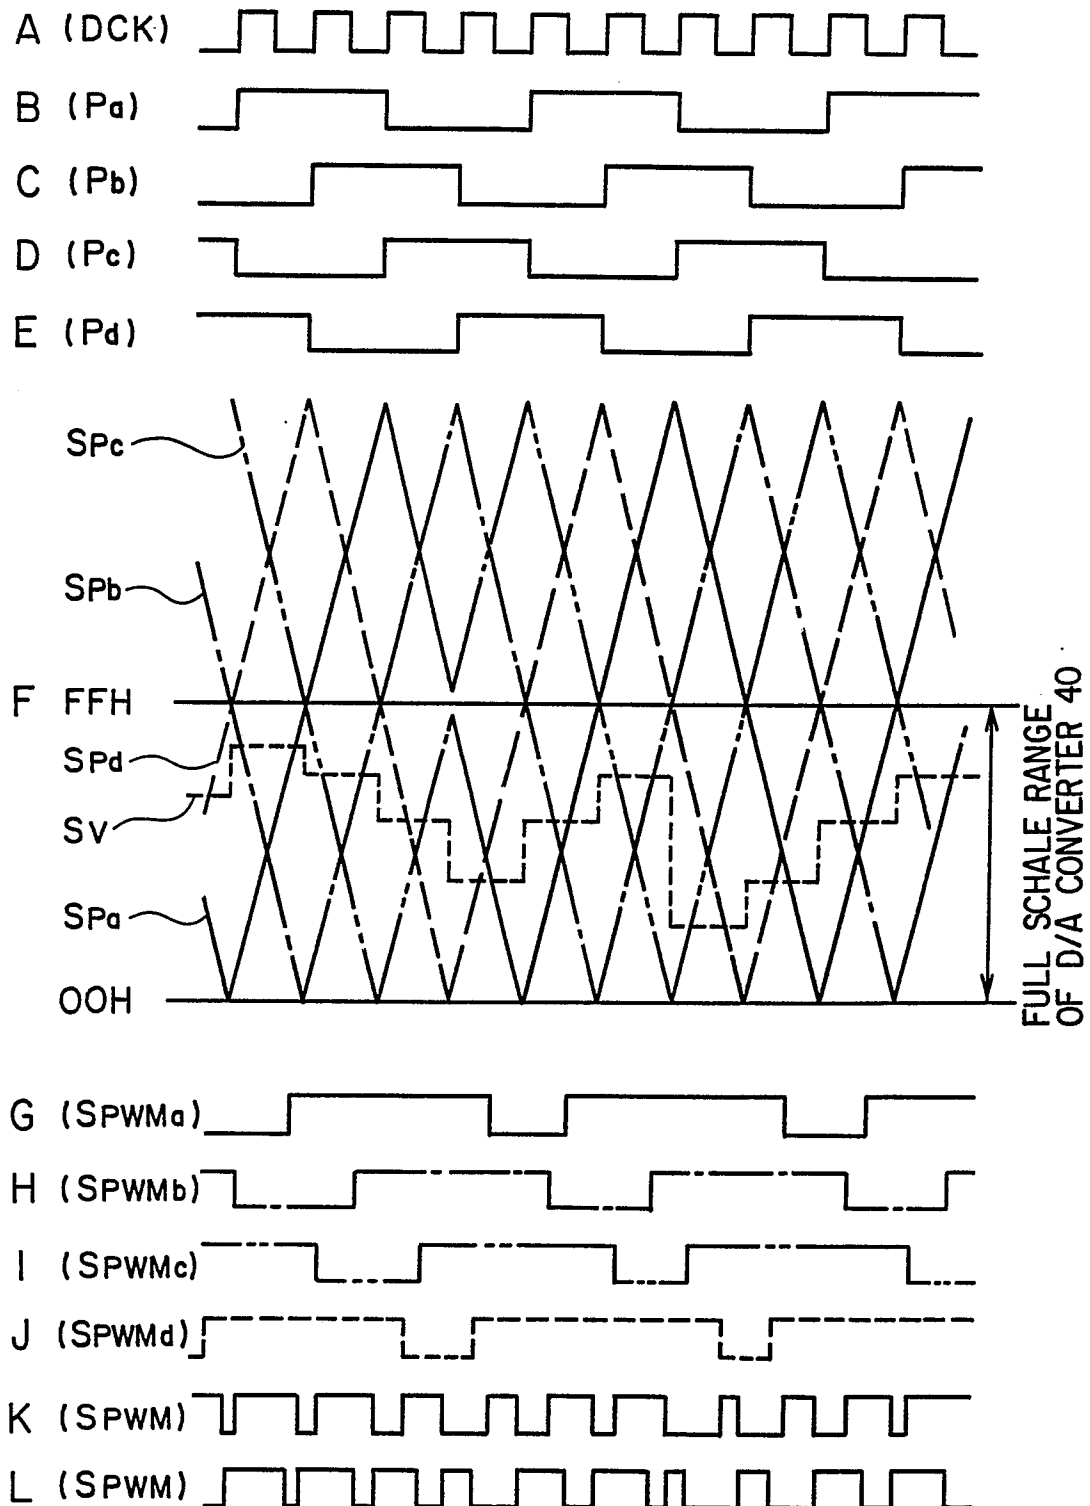 A (DCK)
B (Pa)
C (Pb)
D (Pc)
E (Pd)
SPc
SPb
F FFH
SPd
SV
SPa
OOH
FULL SCHALE RANGE
OF D/A CONVERTER 40
G (SPWMa)
H (SPWMb)
I (SPWMc)
J (SPWMd)
K (SPWM)
L (SPWM)